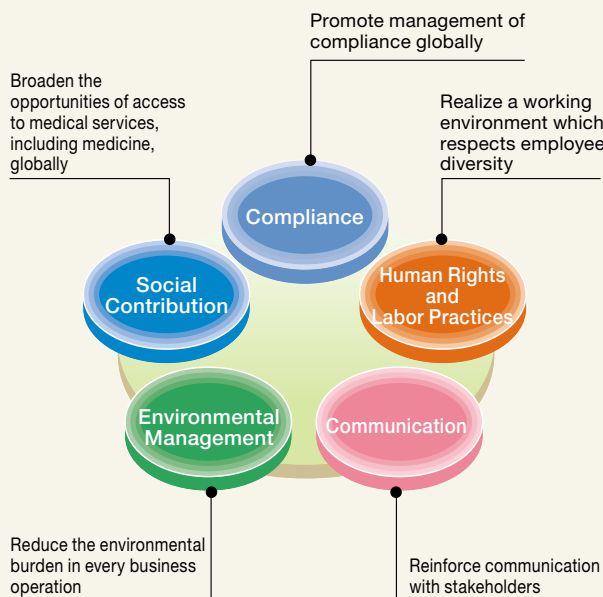 Promote management of
compliance globally
Broaden the
opportunities of access
to medical services,
including medicine,
globally
Realize a working
environment which
respects employee
diversity
Compliance
Social
Contribution
Human Rights
and
Labor Practices
Environmental
Management
Communication
Reduce the environmental
burden in every business
operation
Reinforce communication
with stakeholders